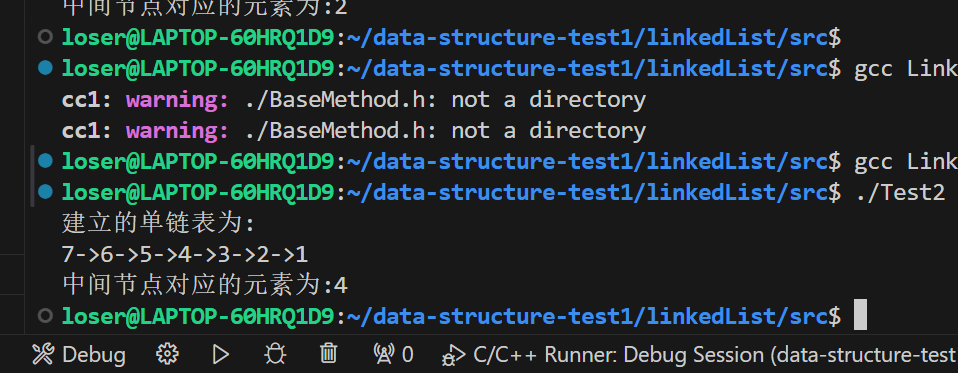 中间节点对应的元素为:2
loser@LAPTOP-60HRQ1D9:~/data-structure-test1/linkedList/src$
loser@LAPTOP-60HRQ1D9:~/data-structure-test1/linkedList/src$ gcc Link
cc1: warning: ./BaseMethod.h: not a directory
cc1: warning: ./BaseMethod.h: not a directory
loser@LAPTOP-60HRQ1D9:~/data-structure-test1/linkedList/src$ gcc Link
loser@LAPTOP-60HRQ1D9:~/data-structure-test1/linkedList/src$ ./Test2
建立的单链表为:
7->6->5->4->3->2->1
中间节点对应的元素为:4
loser@LAPTOP-60HRQ1D9:~/data-structure-test1/linkedList/src$
Debug 0 C/C++ Runner: Debug Session (data-structure-test